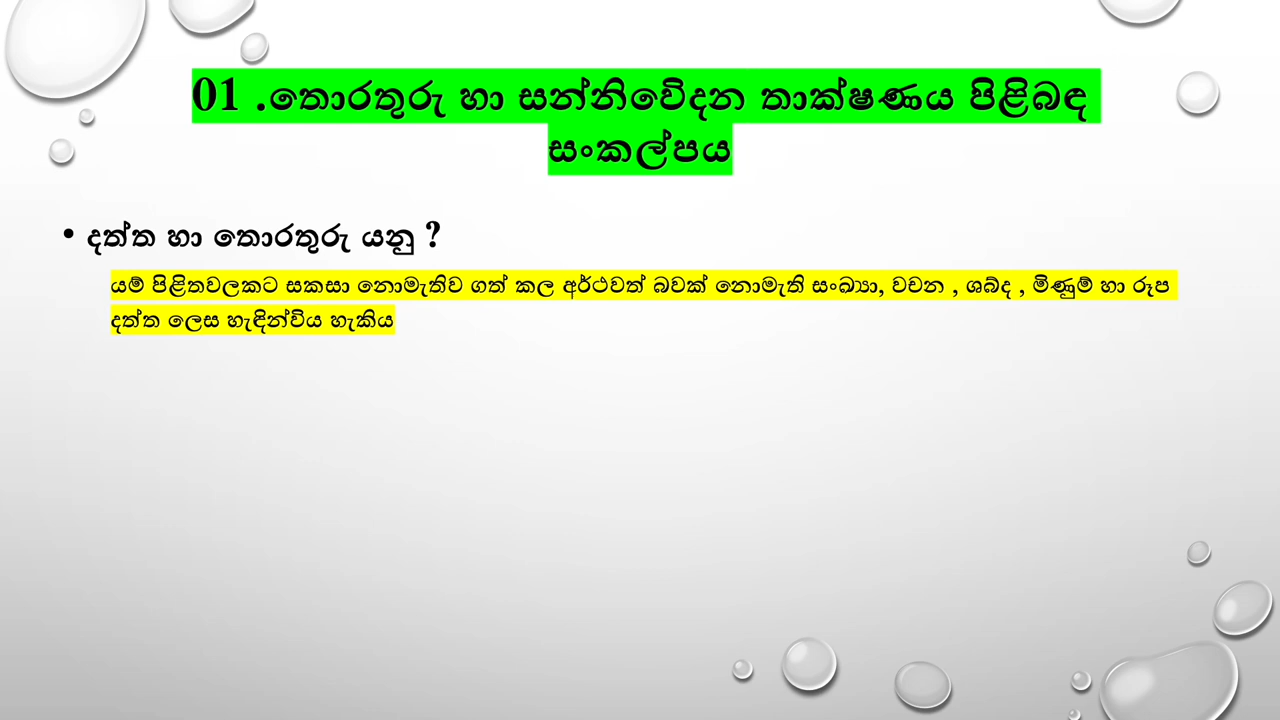 01 .තොරතුරු හා සන්නිවේදන තාක්ෂණය පිළිබඳ
සංකල්පය
• දත්ත හා තොරතුරු යනු ?
යම් පිළිතවලකට සකසා නොමැතිව ගත් කල අර්ථවත් බවක් නොමැති සංඛ්‍යා, වචන , ශබ්ද , මිණුම් හා රූප
දත්ත ලෙස හැඳින්විය හැකිය